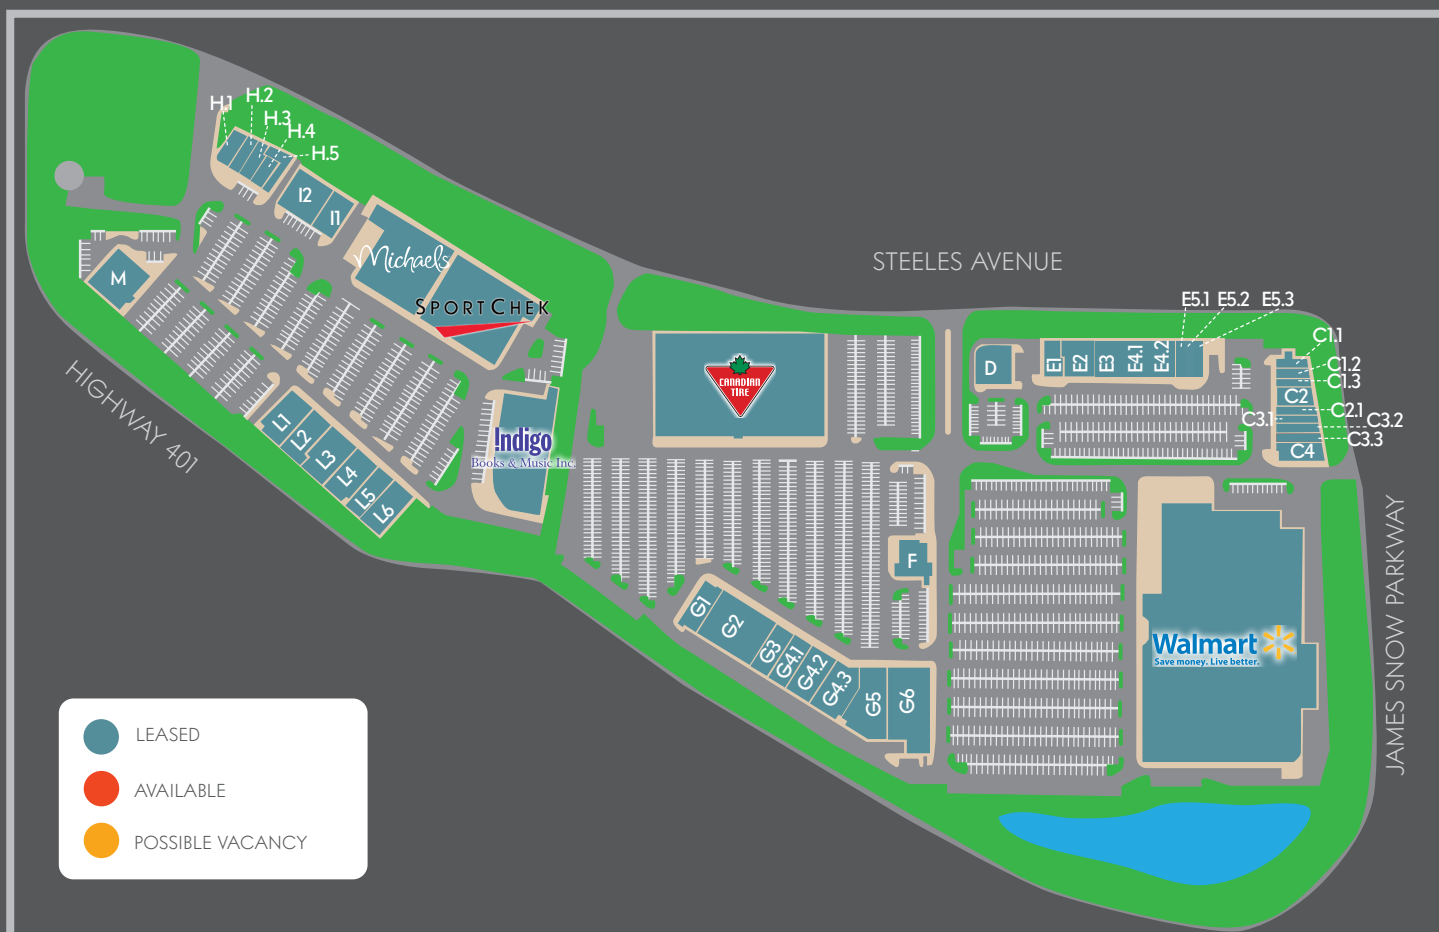 H.1
H.2
H.3
H.4
H.5
I2
I1
Michaels
SPORT CHEK
M
HIGHWAY 401
L1
L2
L3
L4
L5
L6
!ndigo
Books & Music Inc.
CANADIAN
TIRE
STEELES AVENUE
D
E1
E2
E3
E4.1
E4.2
E5.1
E5.2
E5.3
C1.1
C1.2
C1.3
C2
C2.1
C3.1
C3.2
C3.3
C4
F
G1
G2
G3
G4.1
G4.2
G4.3
G5
G6
Walmart
Save money. Live better.
JAMES SNOW PARKWAY
LEASED
AVAILABLE
POSSIBLE VACANCY